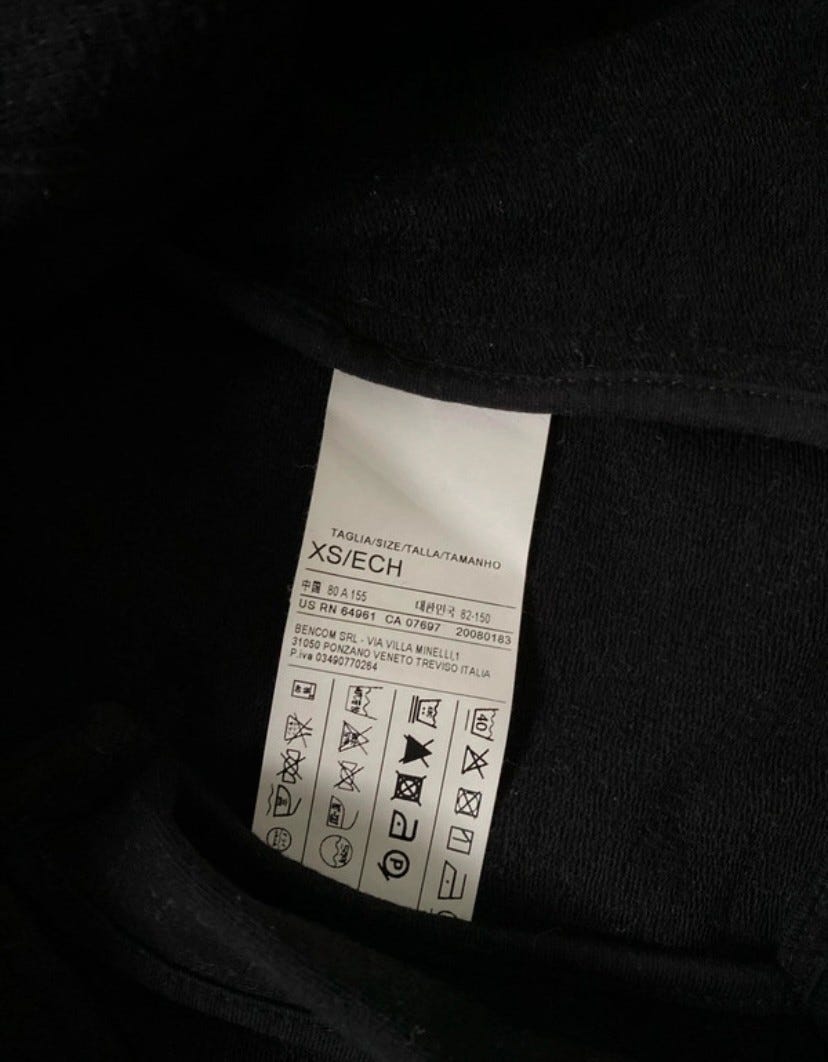 TAGLIA/SIZE/TALLA/TAMANHO
XS/ECH
中国 80 A 155 대한민국 82-150
US RN 64961 CA 07697 20080183
BENCOM SRL - VIA VILLA MINELLI,1
31050 PONZANO VENETO TREVISO ITALIA
P.iva 03490770264
40
P